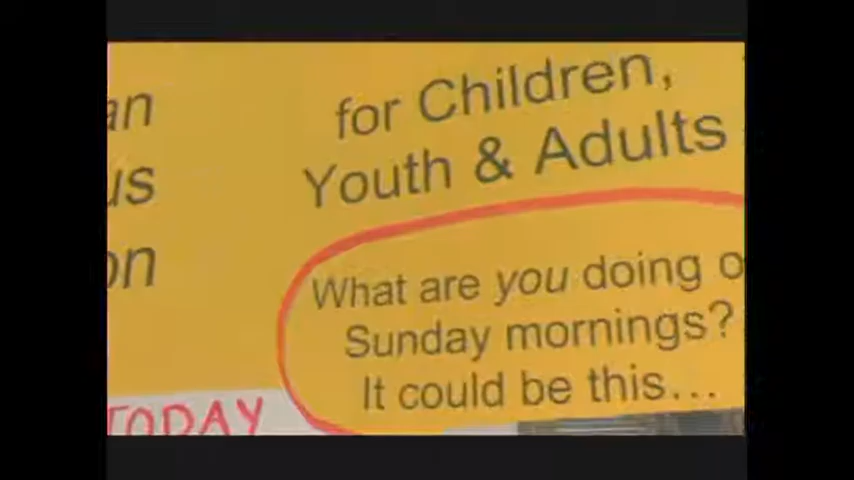 an
us
on
for Children,
Youth & Adults
What are you doing o
Sunday mornings?
It could be this...
TODAY